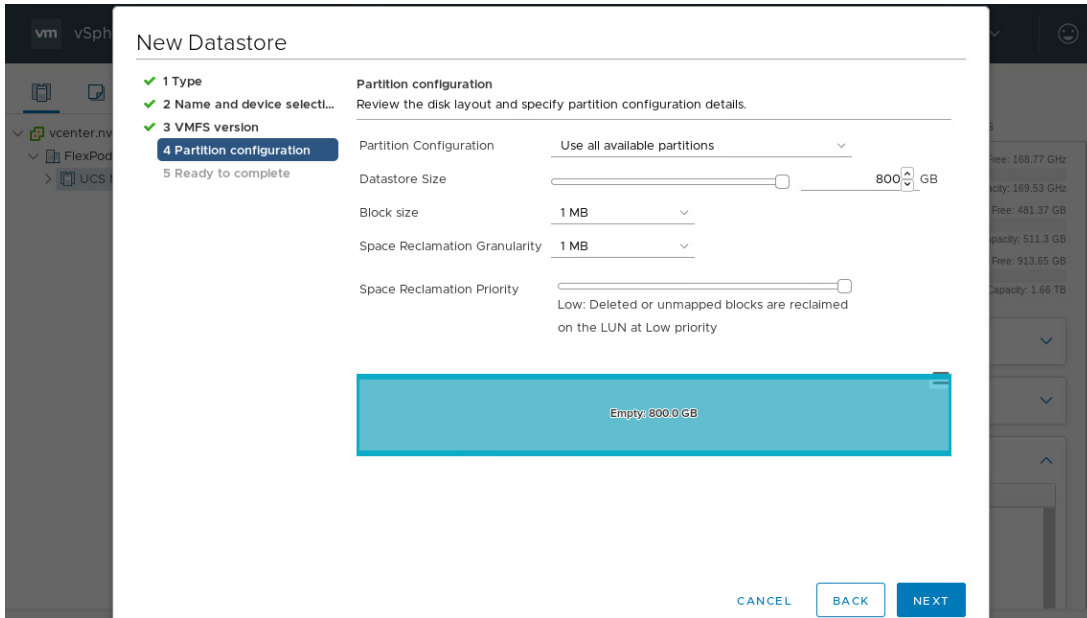 vm vSph
New Datastore
1 Type
2 Name and device selecti...
3 VMFS version
4 Partition configuration
5 Ready to complete
vcenter.nv
FlexPod
UCS
Partition configuration
Review the disk layout and specify partition configuration details.
Partition Configuration Use all available partitions
Datastore Size 800 GB
Block size 1 MB
Space Reclamation Granularity 1 MB
Space Reclamation Priority
Low: Deleted or unmapped blocks are reclaimed
on the LUN at Low priority
Empty: 800.0 GB
CANCEL BACK NEXT
Free: 168.77 GHz
acity: 169.53 GHz
Free: 481.37 GB
pacity: 511.3 GB
Free: 913.65 GB
Capacity: 1.66 TB